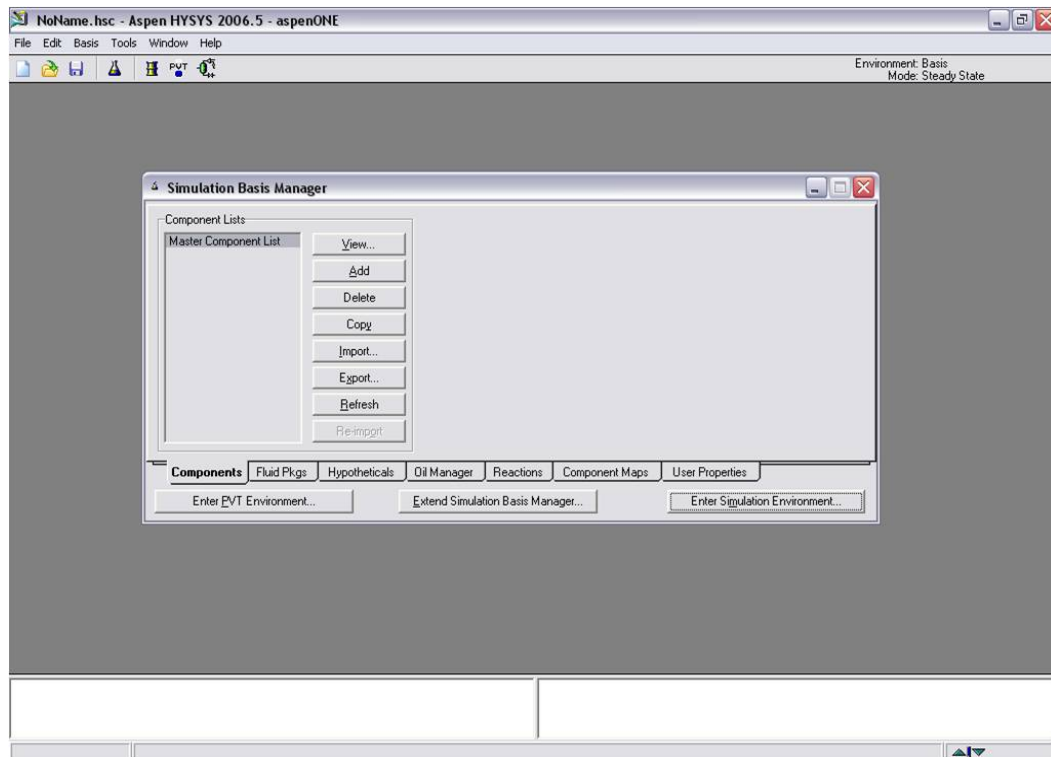 NoName.hsc - Aspen HYSYS 2006.5 - aspenONE
File Edit Basis Tools Window Help
PVT
Environment: Basis
Mode: Steady State
Simulation Basis Manager
Component Lists
Master Component List
View...
Add
Delete
Copy
Import...
Export...
Refresh
Re-import
Components Fluid Pkgs Hypotheticals Oil Manager Reactions Component Maps User Properties
Enter PVT Environment... Extend Simulation Basis Manager... Enter Simulation Environment...